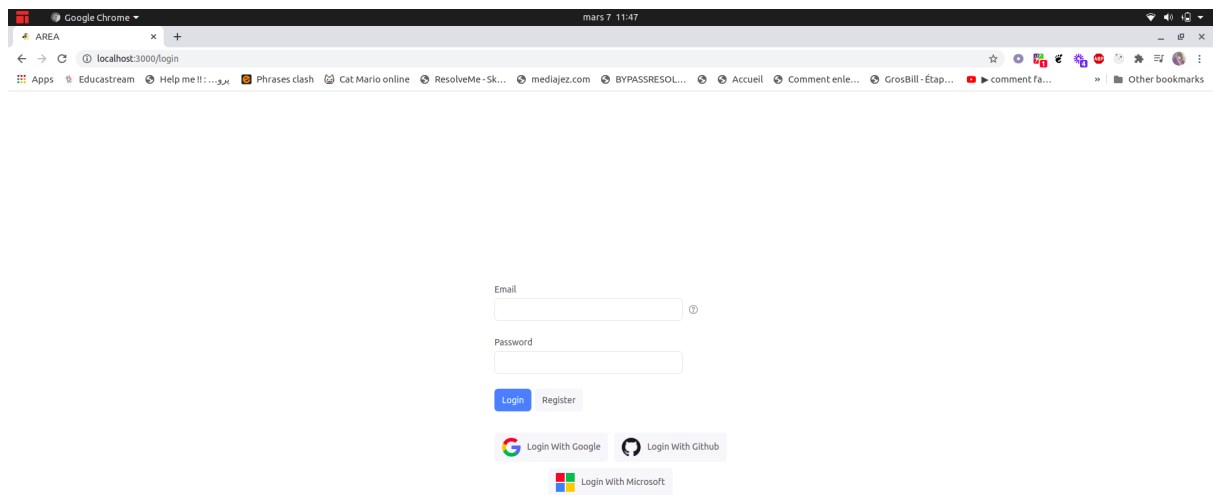 Google Chrome mars 7 11:47
AREA
localhost:3000/login
Apps Educastream Help me !! : ... Phrases clash Cat Mario online ResolveMe - Sk... mediajez.com BYPASSRESOL... Accueil Comment enle... GrosBill - Étap... ▶ comment fa... » Other bookmarks
Email
Password
Login Register
Login With Google Login With Github
Login With Microsoft